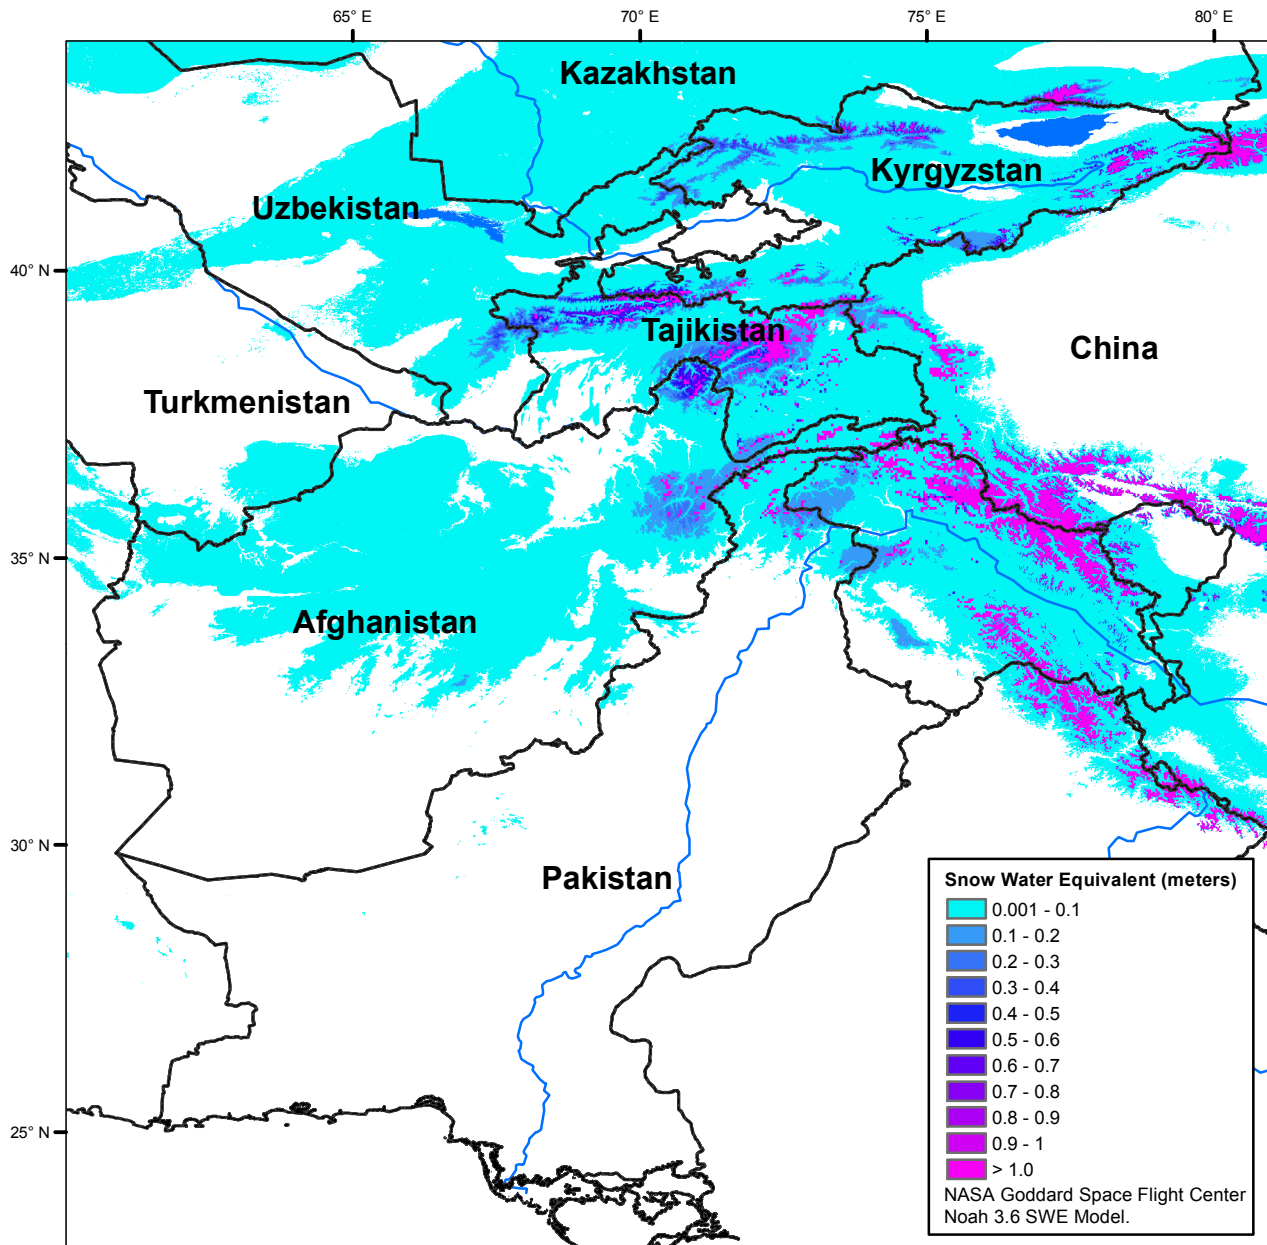 65° E
70° E
75° E
80° E
Kazakhstan
Kyrgyzstan
Uzbekistan
40° N
Tajikistan
China
Turkmenistan
35° N
Afghanistan
30° N
Pakistan
25° N
Snow Water Equivalent (meters)
0.001 - 0.1
0.1 - 0.2
0.2 - 0.3
0.3 - 0.4
0.4 - 0.5
0.5 - 0.6
0.6 - 0.7
0.7 - 0.8
0.8 - 0.9
0.9 - 1
> 1.0
NASA Goddard Space Flight Center
Noah 3.6 SWE Model.